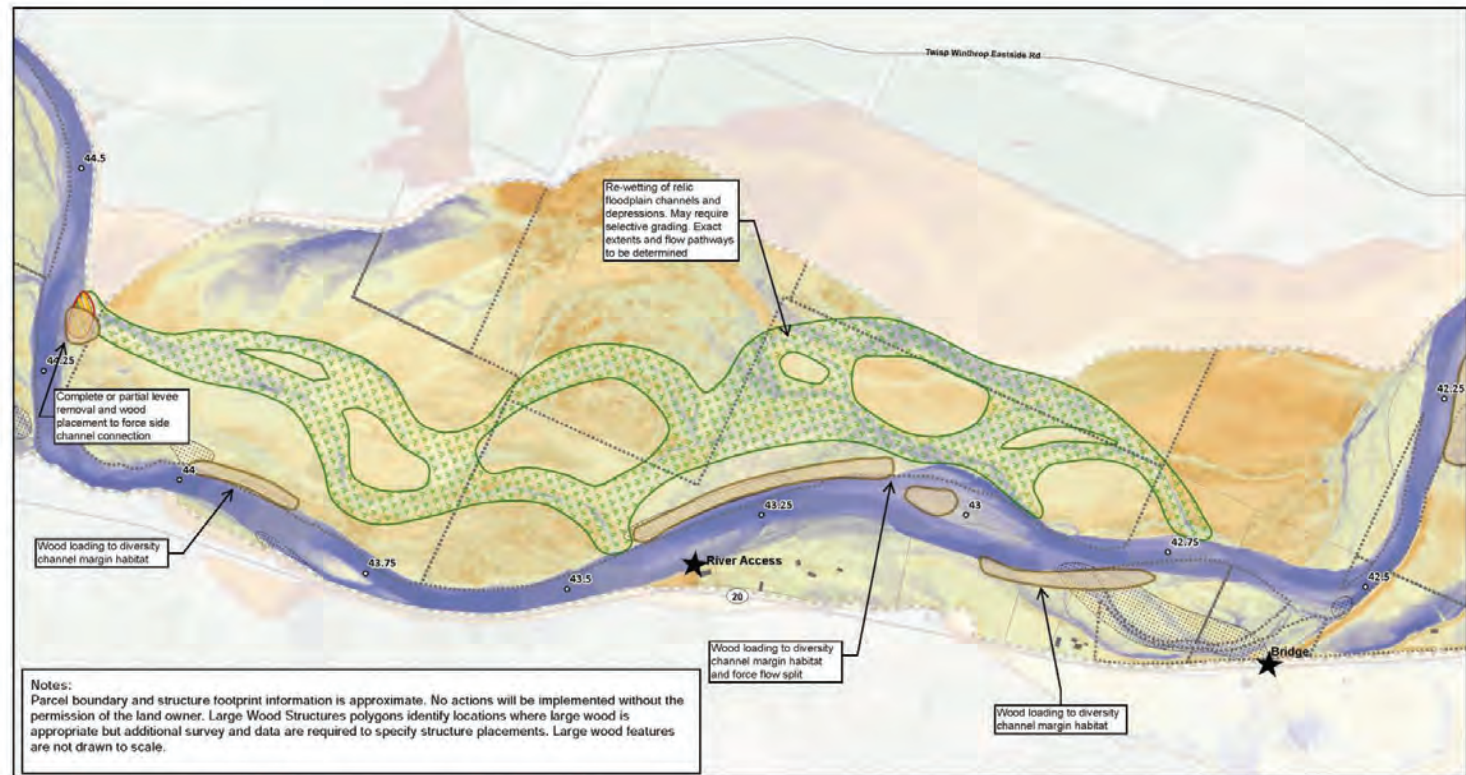 Twisp Winthrop Eastside Rd
44.5
Re-wetting of relic
floodplain channels and
depressions. May require
selective grading. Exact
extents and flow pathways
to be determined
44.25
42.25
Complete or partial levee
removal and wood
placement to force side
channel connection
44
43.25
43
Wood loading to diversity
channel margin habitat
43.75
43.5
River Access
42.75
42.5
20
Wood loading to diversity
channel margin habitat
and force flow split
Bridge
Wood loading to diversity
channel margin habitat
Notes:
Parcel boundary and structure footprint information is approximate. No actions will be implemented without the
permission of the land owner. Large Wood Structures polygons identify locations where large wood is
appropriate but additional survey and data are required to specify structure placements. Large wood features
are not drawn to scale.